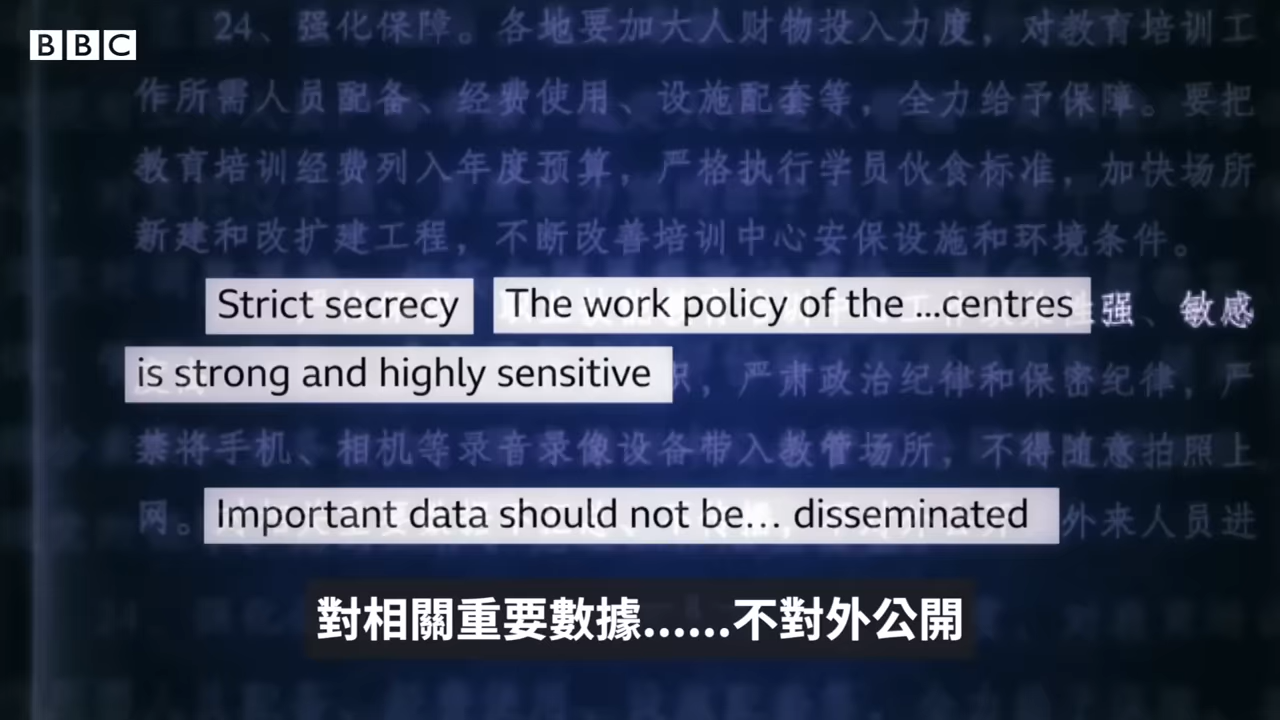 BBC
24、强化保障。各地要加大人财物投入力度，对教育培训工
作所需人员配备、经费使用、设施配套等，全力给予保障。要把
教育培训经费列入年度预算，严格执行学员伙食标准，加快场所
新建和改扩建工程，不断改善培训中心安保设施和环境条件。
Strict secrecy The work policy of the ...centres 强、敏感
is strong and highly sensitive 识，严肃政治纪律和保密纪律，严
禁将手机、相机等录音录像设备带入教管场所，不得随意拍照上
网。 Important data should not be... disseminated 外来人员进
對相關重要數據......不對外公開